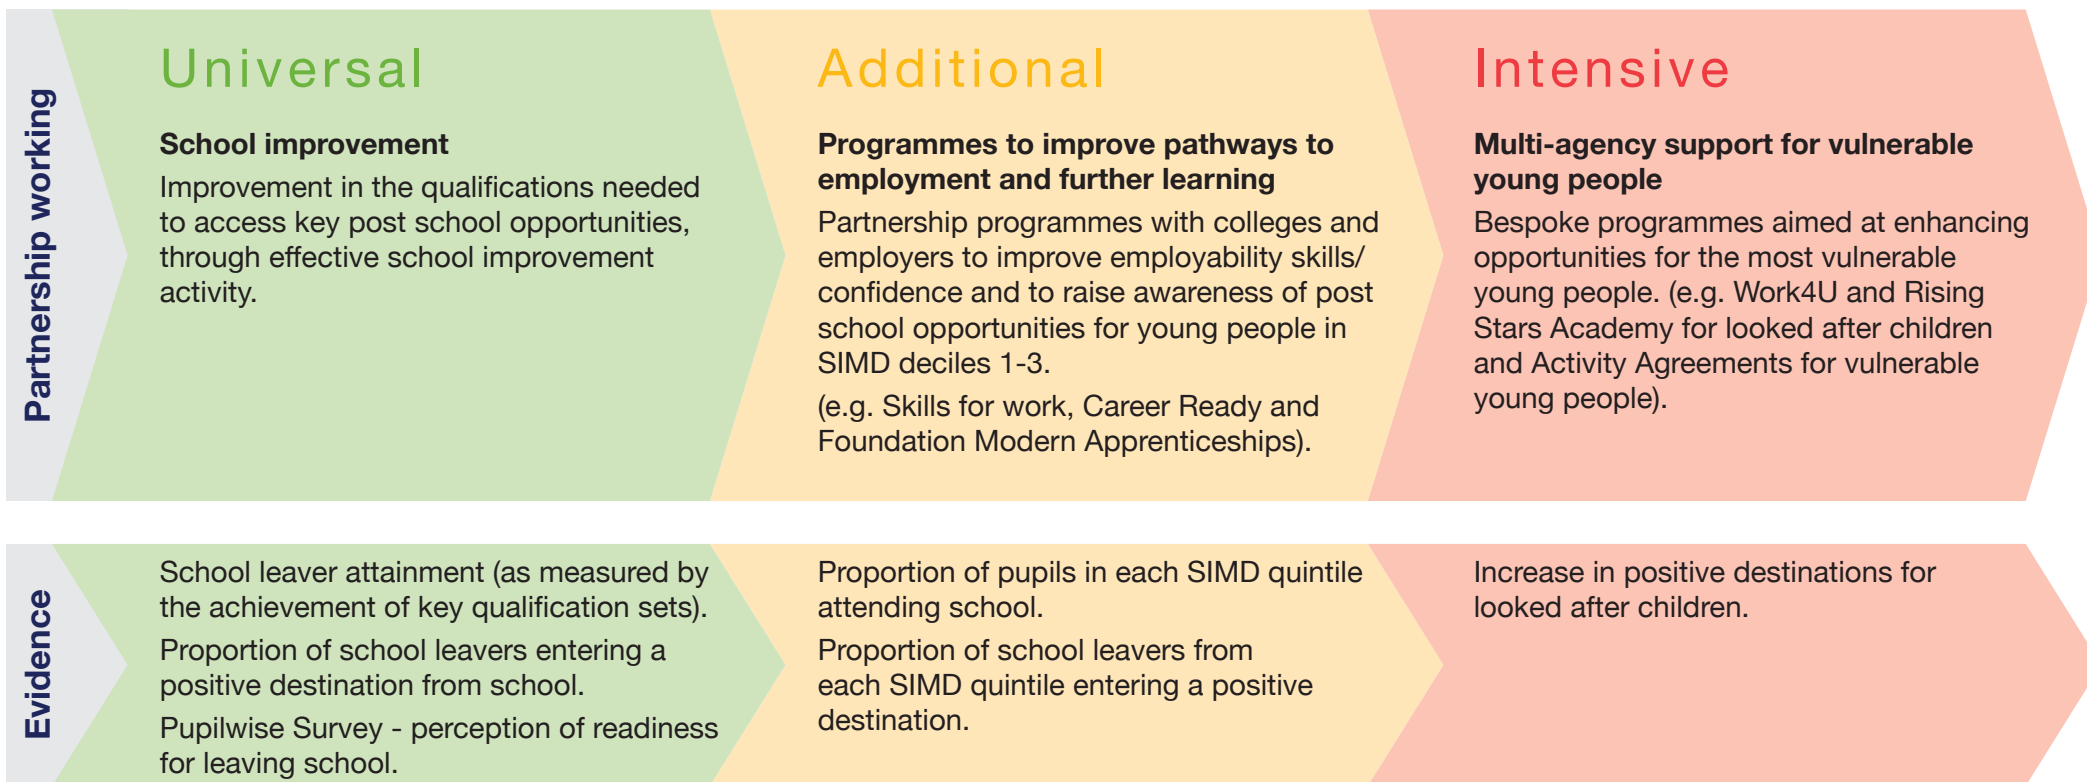 Partnership working
Universal
School improvement
Improvement in the qualifications needed
to access key post school opportunities,
through effective school improvement
activity.
Additional
Programmes to improve pathways to
employment and further learning
Partnership programmes with colleges and
employers to improve employability skills/
confidence and to raise awareness of post
school opportunities for young people in
SIMD deciles 1-3.
(e.g. Skills for work, Career Ready and
Foundation Modern Apprenticeships).
Intensive
Multi-agency support for vulnerable
young people
Bespoke programmes aimed at enhancing
opportunities for the most vulnerable
young people. (e.g. Work4U and Rising
Stars Academy for looked after children
and Activity Agreements for vulnerable
young people).
Evidence
School leaver attainment (as measured by
the achievement of key qualification sets).
Proportion of school leavers entering a
positive destination from school.
Pupilwise Survey - perception of readiness
for leaving school.
Proportion of pupils in each SIMD quintile
attending school.
Proportion of school leavers from
each SIMD quintile entering a positive
destination.
Increase in positive destinations for
looked after children.